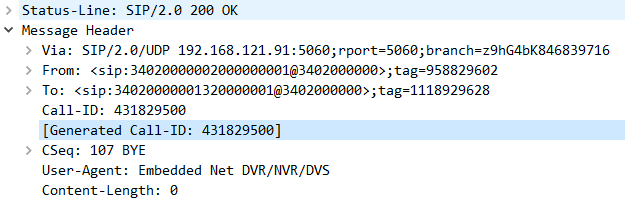 Status-Line: SIP/2.0 200 OK
Message Header
Via: SIP/2.0/UDP 192.168.121.91:5060;rport=5060;branch=z9hG4bK846839716
From: <sip:34020000002000000001@3402000000>;tag=958829602
To: <sip:34020000001320000001@3402000000>;tag=1118929628
Call-ID: 431829500
[Generated Call-ID: 431829500]
CSeq: 107 BYE
User-Agent: Embedded Net DVR/NVR/DVS
Content-Length: 0